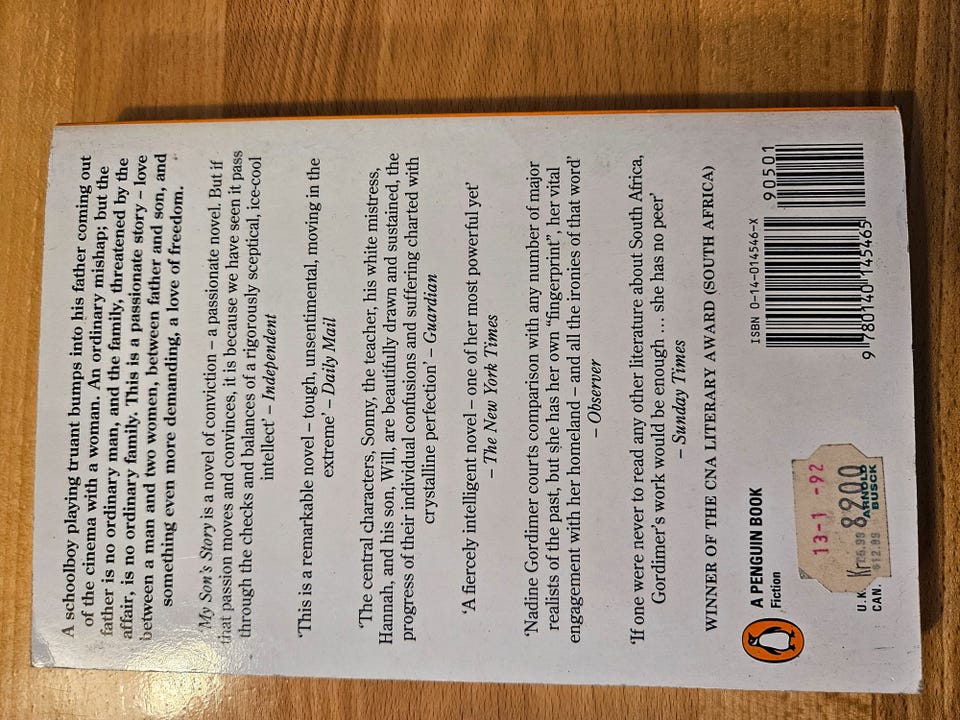 A schoolboy playing truant bumps into his father coming out
of the cinema with a woman. An ordinary mishap; but the
father is no ordinary man, and the family, threatened by the
affair, is no ordinary family. This is a passionate story – love
between a man and two women, between father and son, and
something even more demanding, a love of freedom.
'My Son's Story is a novel of conviction – a passionate novel. But if
that passion moves and convinces, it is because we have seen it pass
through the checks and balances of a rigorously sceptical, ice-cool
intellect' – Independent
'This is a remarkable novel – tough, unsentimental, moving in the
extreme' – Daily Mail
'The central characters, Sonny, the teacher, his white mistress,
Hannah, and his son, Will, are beautifully drawn and sustained, the
progress of their individual confusions and suffering charted with
crystalline perfection' – Guardian
'A fiercely intelligent novel – one of her most powerful yet'
– The New York Times
'Nadine Gordimer courts comparison with any number of major
realists of the past, but she has her own "fingerprint", her vital
engagement with her homeland – and all the ironies of that word'
– Observer
'If one were never to read any other literature about South Africa,
Gordimer's work would be enough ... she has no peer'
– Sunday Times
WINNER OF THE CNA LITERARY AWARD (SOUTH AFRICA)
A PENGUIN BOOK
Fiction
13-1-92
Kr 8900
ARNOLD
BUSCK
U.K. £5.99
CAN. $12.99
ISBN 0-14-014546-X
90501
9 780140 145465